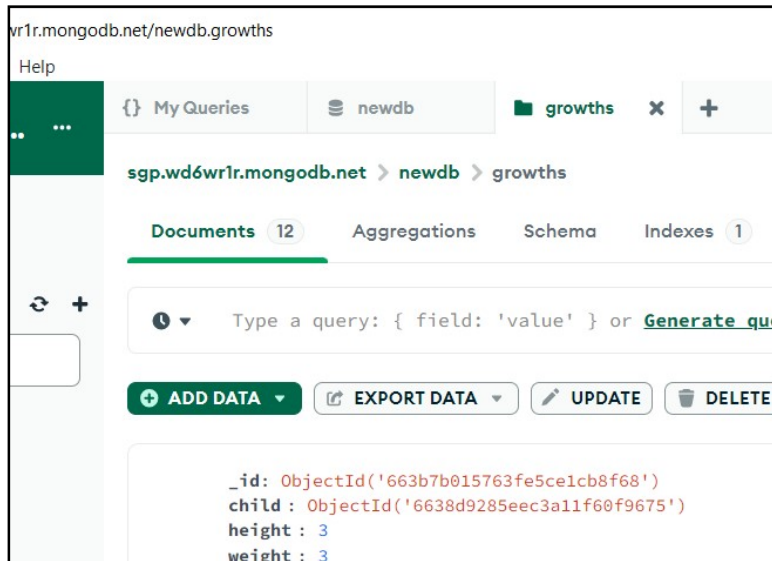 wr1r.mongodb.net/newdb.growths
Help
{} My Queries newdb growths
sgp.wd6wr1r.mongodb.net > newdb > growths
Documents 12 Aggregations Schema Indexes 1
Type a query: { field: 'value' } or Generate que
ADD DATA EXPORT DATA UPDATE DELETE
_id: ObjectId('663b7b015763fe5ce1cb8f68')
child : ObjectId('6638d9285eec3a11f60f9675')
height : 3
weight : 3